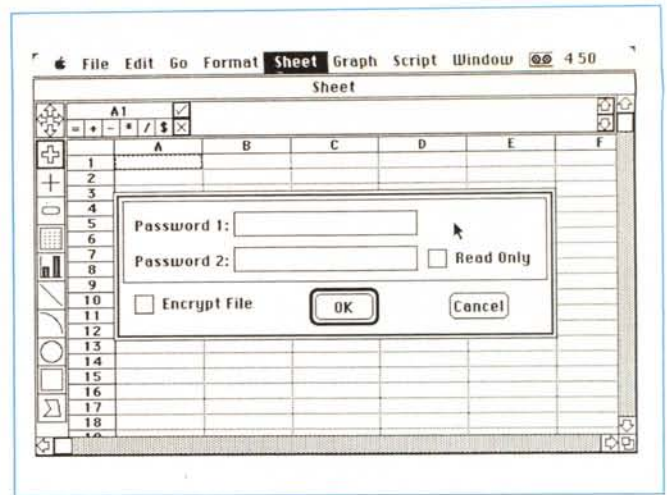 File Edit Go Format Sheet Graph Script Window 4 50
Sheet
A1
= + - * / $
A B C D E F
1
2
3
4
5
6
7
8
9
10
11
12
13
14
15
16
17
18
Password 1:
Password 2: Read Only
Encrypt File OK Cancel